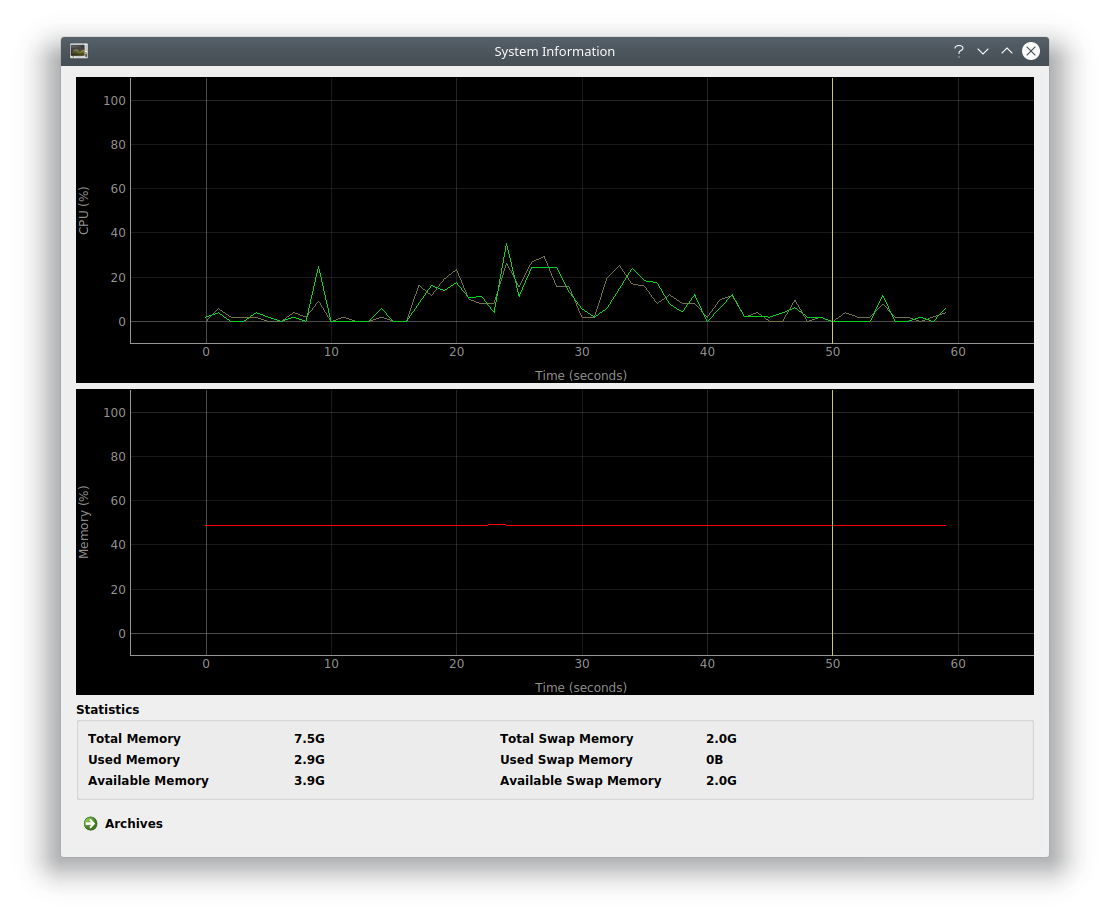 System Information
?
100
80
60
40
20
0
CPU (%)
0 10 20 30 40 50 60
Time (seconds)
100
80
60
40
20
0
Memory (%)
0 10 20 30 40 50 60
Time (seconds)
Statistics
Total Memory 7.5G Total Swap Memory 2.0G
Used Memory 2.9G Used Swap Memory 0B
Available Memory 3.9G Available Swap Memory 2.0G
Archives